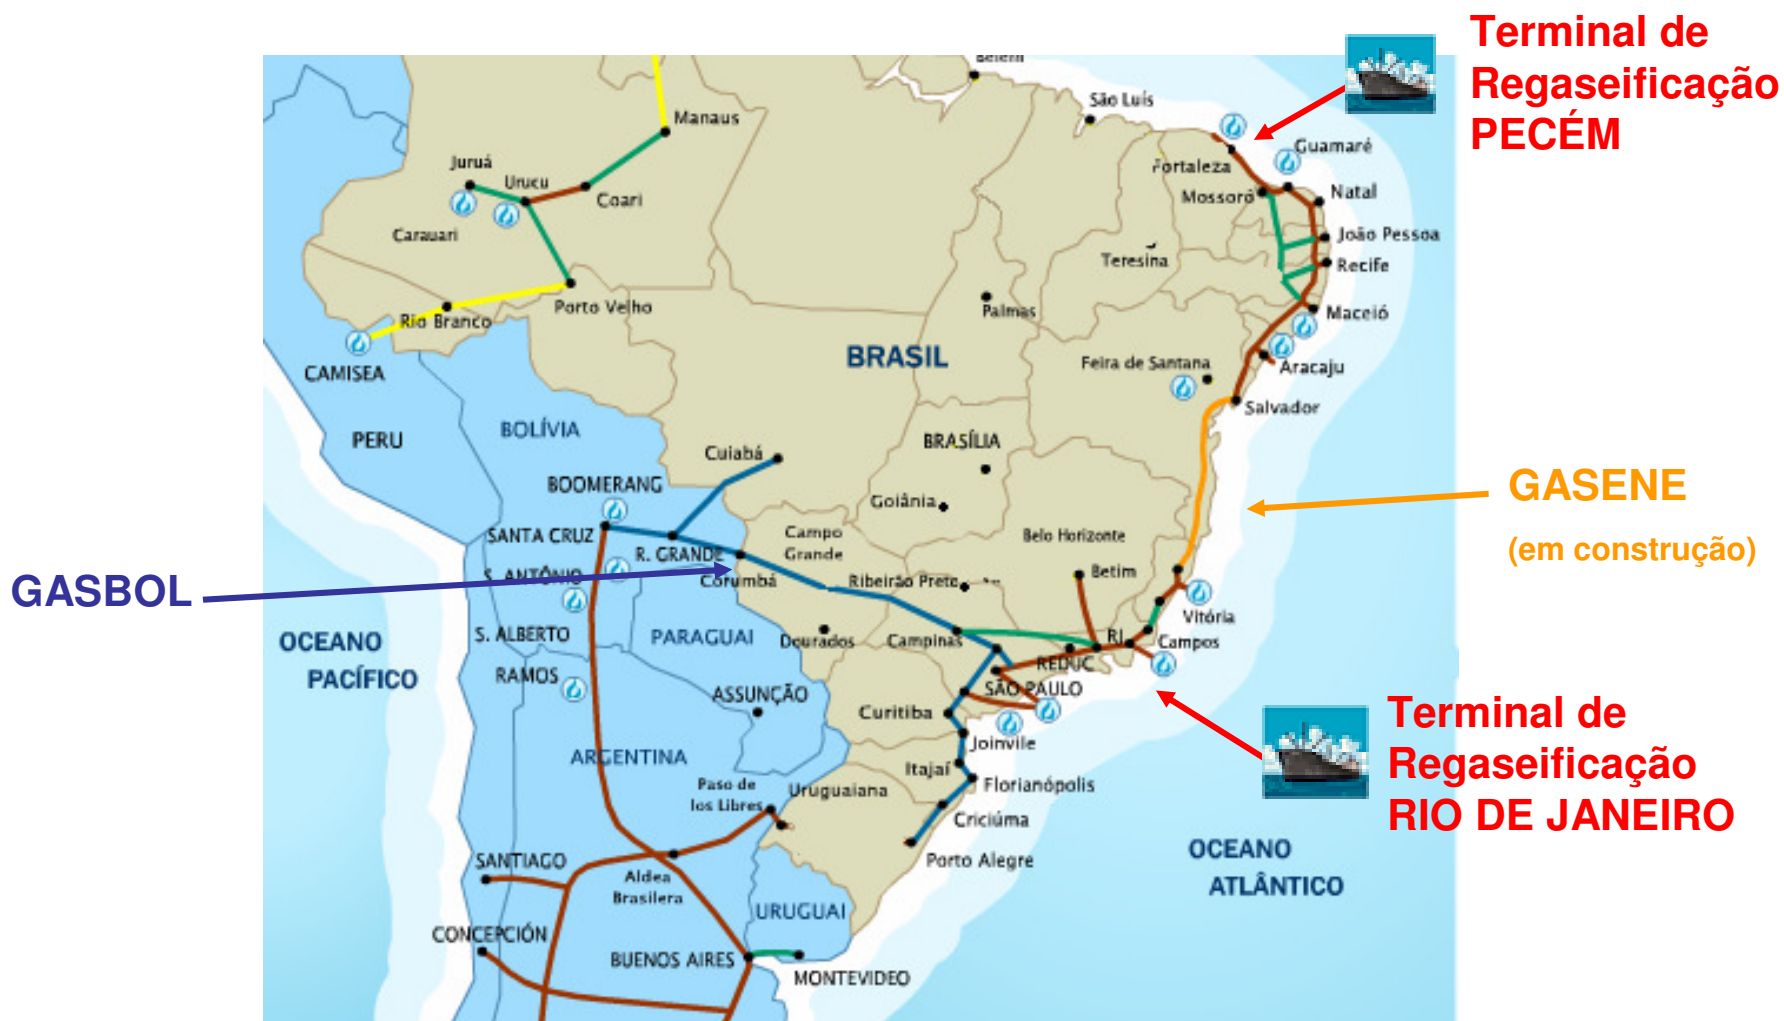 Terminal de
Regaseificação
PECÉM
Belém
São Luís
Manaus
Guamaré
Juruá
Urucu
Fortaleza
Coari
Mossoró
Natal
Carauari
João Pessoa
Teresina
Recife
Porto Velho
Palmas
Rio Branco
Maceió
BRASIL
CAMISEA
Feira de Santana
Aracaju
Salvador
BOLÍVIA
PERU
BRASÍLIA
Cuiabá
BOOMERANG
GASENE
Goiânia
SANTA CRUZ
Campo
Grande
Belo Horizonte
(em construção)
R. GRANDE
S. ANTÔNIO
Corumbá
Ribeirão Preto
Betim
GASBOL
Vitória
S. ALBERTO
PARAGUAI
Dourados
Campinas
RJ
Campos
OCEANO
PACÍFICO
REDUC
RAMOS
ASSUNÇÃO
SÃO PAULO
Curitiba
Terminal de
Regaseificação
RIO DE JANEIRO
Joinvile
ARGENTINA
Itajaí
Paso de
los Libres
Uruguaiana
Florianópolis
Criciúma
OCEANO
ATLÂNTICO
SANTIAGO
Porto Alegre
Aldea
Brasilera
URUGUAI
CONCEPCIÓN
BUENOS AIRES
MONTEVIDEO